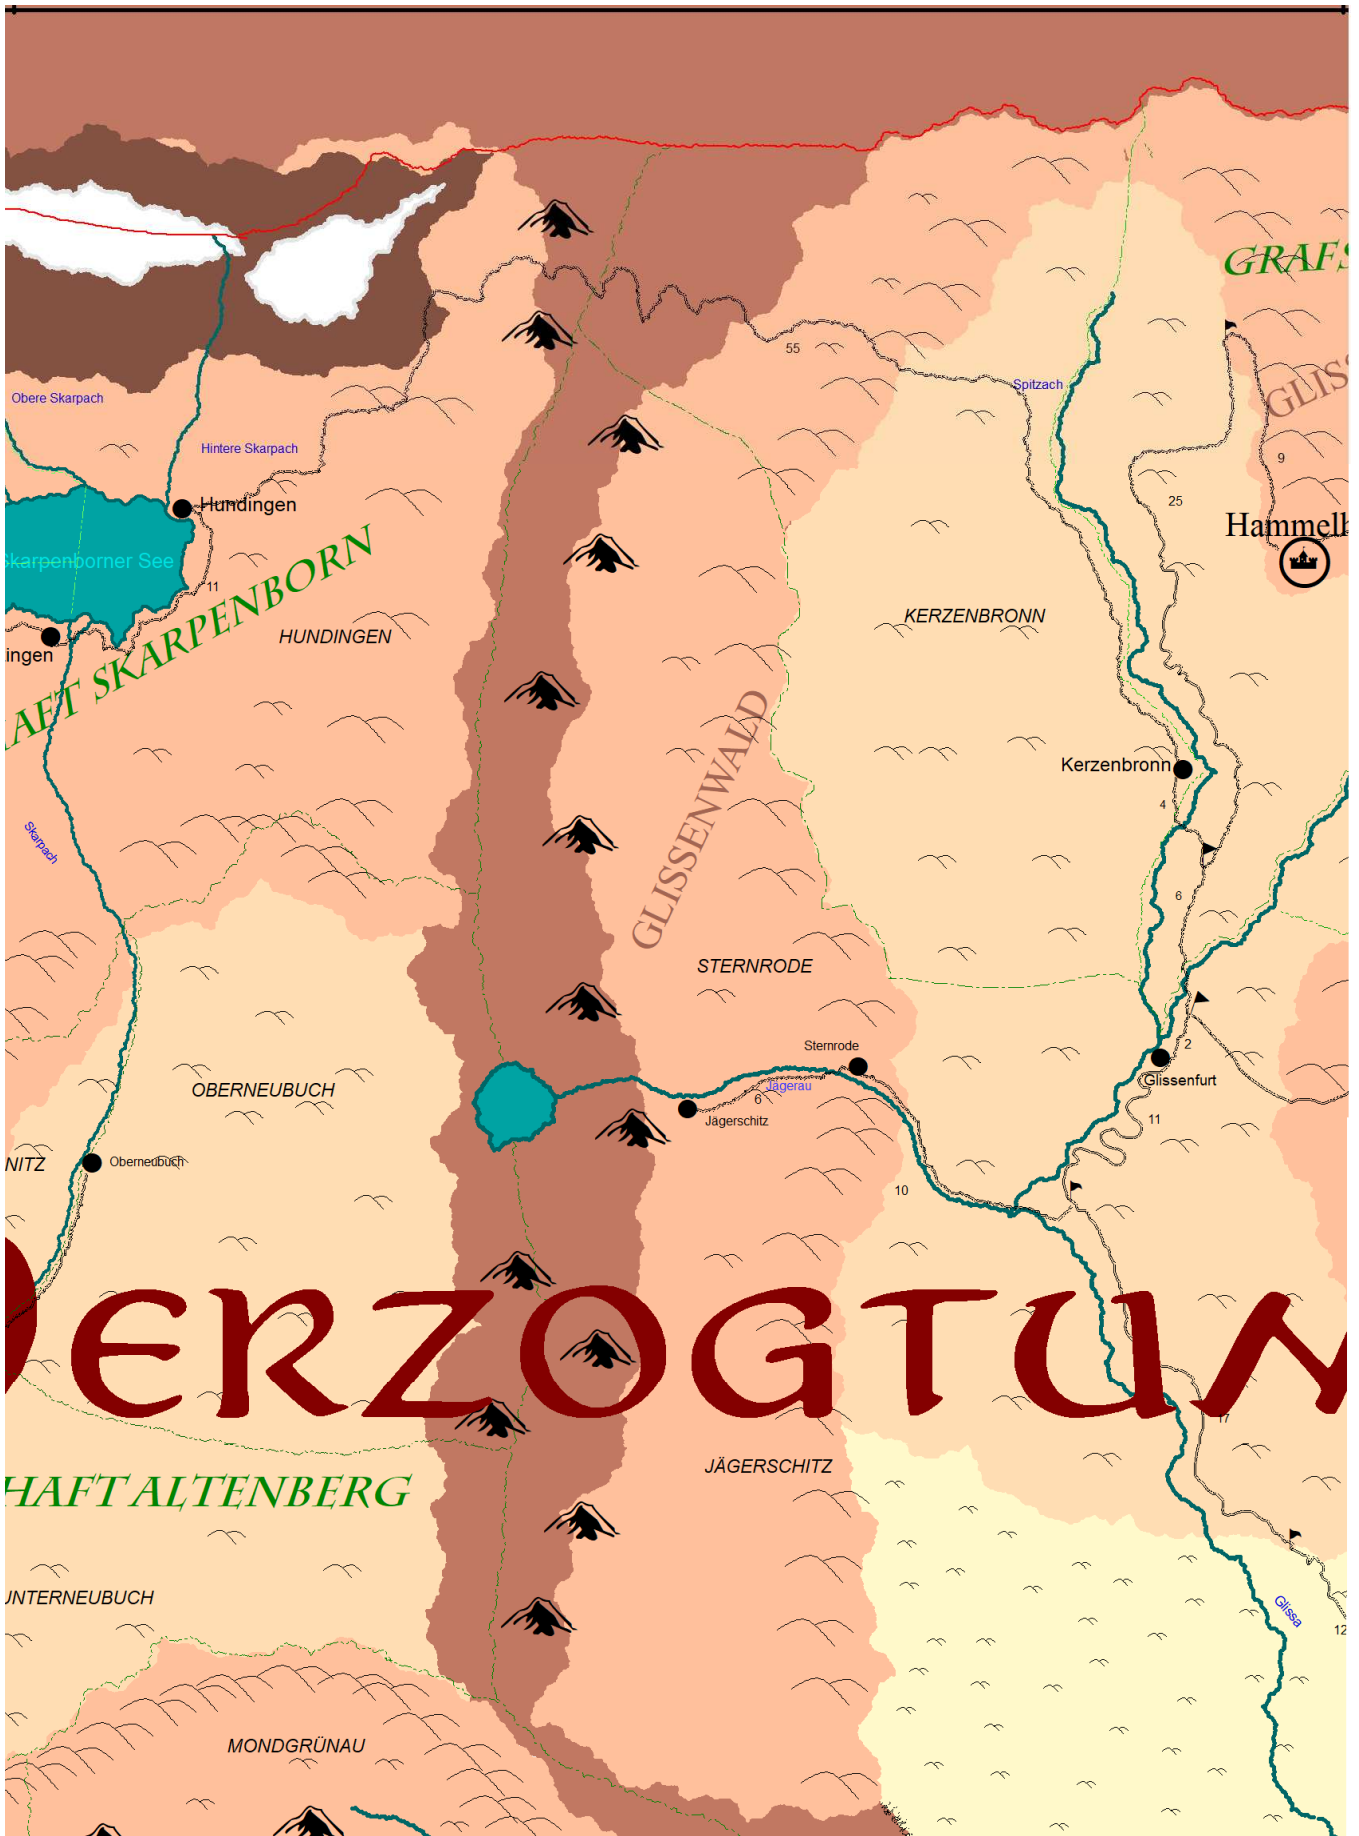 GRAFS
55
Spitzach
Obere Skarpach
GLISS
Hintere Skarpach
9
25
Hundingen
Hammelb
Skarpenborner See
11
HUNDINGEN
KERZENBRONN
ingen
AFT SKARPENBORN
Kerzenbronn
4
GLISSENWALD
Skarpach
6
STERNRODE
Sternrode
2
Glissenfurt
OBERNEUBUCH
Jägerau
6
Jägerschitz
11
NITZ
Oberneubuch
10
HERZOGTUM
17
JÄGERSCHITZ
HAFT ALTENBERG
UNTERNEUBUCH
Glissa
12
MONDGRÜNAU